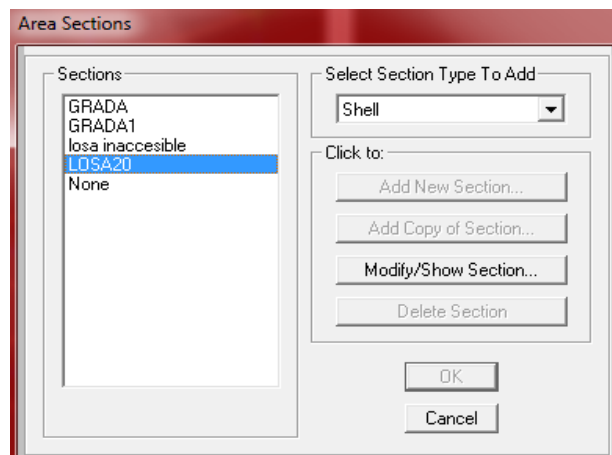 Area Sections
Sections
GRADA
GRADA1
losa inaccesible
LOSA20
None
Select Section Type To Add
Shell
Click to:
Add New Section...
Add Copy of Section...
Modify/Show Section...
Delete Section
OK
Cancel